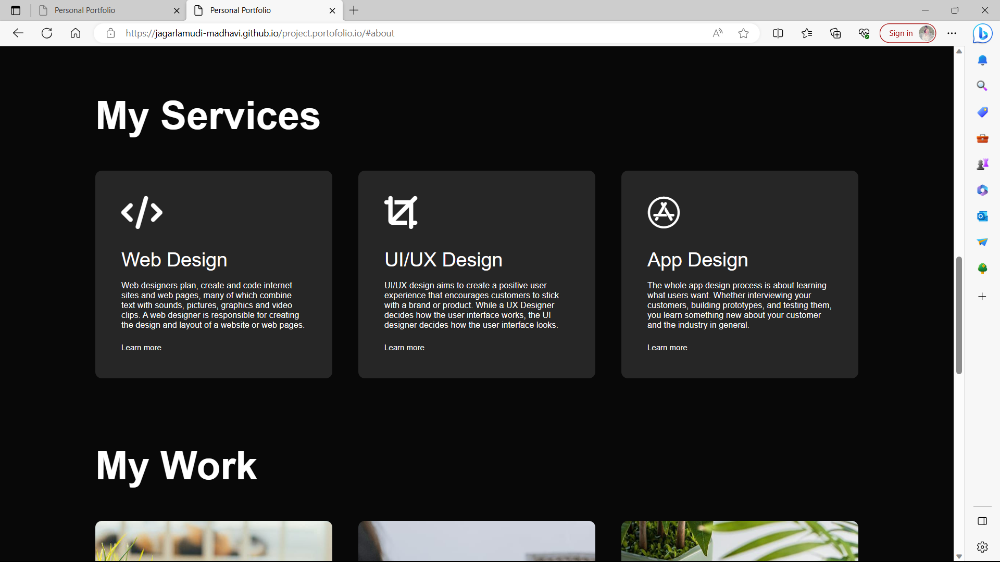 Personal Portfolio
Personal Portfolio
https://jagarlamudi-madhavi.github.io/project.portofolio.io/#about
Sign in
My Services
Web Design
Web designers plan, create and code internet
sites and web pages, many of which combine
text with sounds, pictures, graphics and video
clips. A web designer is responsible for creating
the design and layout of a website or web pages.
Learn more
UI/UX Design
UI/UX design aims to create a positive user
experience that encourages customers to stick
with a brand or product. While a UX Designer
decides how the user interface works, the UI
designer decides how the user interface looks.
Learn more
App Design
The whole app design process is about learning
what users want. Whether interviewing your
customers, building prototypes, and testing them,
you learn something new about your customer
and the industry in general.
Learn more
My Work